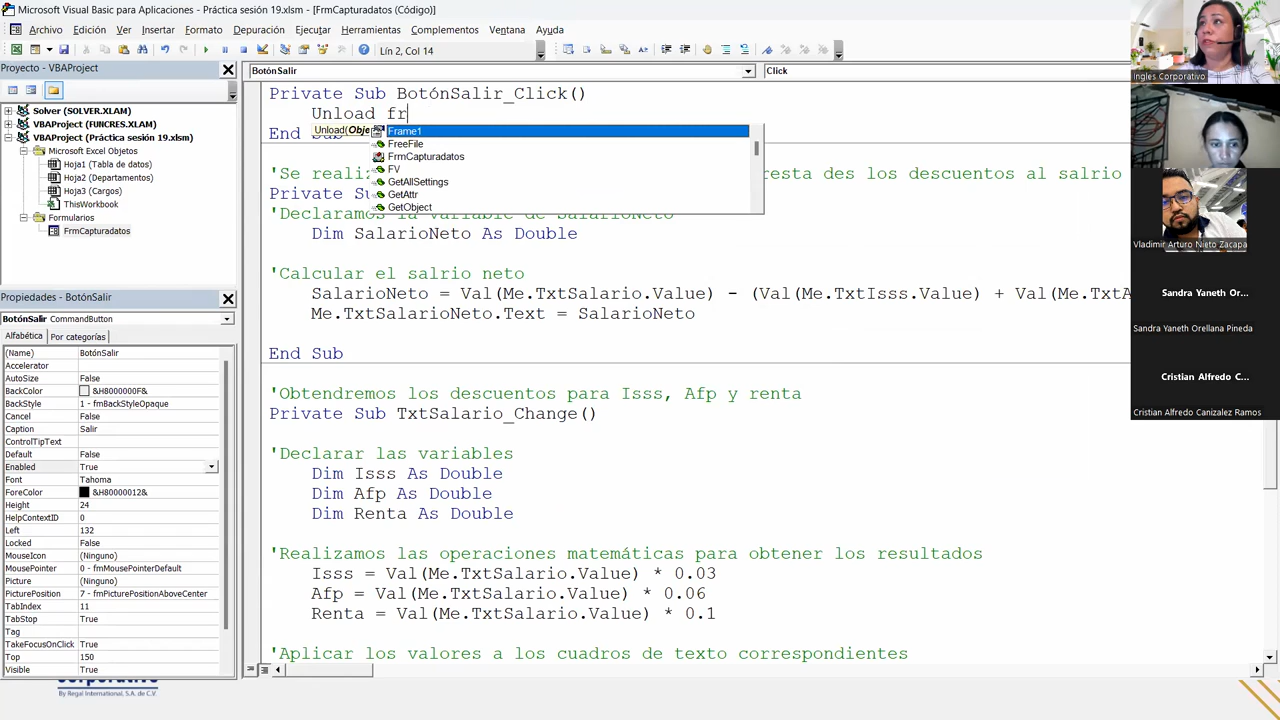 Microsoft Visual Basic para Aplicaciones - Práctica sesión 19.xlsm - [FrmCapturadatos (Código)]
Archivo Edición Ver Insertar Formato Depuración Ejecutar Herramientas Complementos Ventana Ayuda
Lín 2, Col 14
Proyecto - VBAProject
Solver (SOLVER.XLAM)
VBAProject (FUNCRES.XLAM)
VBAProject (Práctica sesión 19.xlsm)
Microsoft Excel Objetos
Hoja1 (Tabla de datos)
Hoja2 (Departamentos)
Hoja3 (Cargos)
ThisWorkbook
Formularios
FrmCapturadatos
Propiedades - BotónSalir
BotónSalir CommandButton
Alfabética Por categorías
(Name) BotónSalir
Accelerator
AutoSize False
BackColor &H8000000F&
BackStyle 1 - fmBackStyleOpaque
Cancel False
Caption Salir
ControlTipText
Default False
Enabled True
Font Tahoma
ForeColor &H80000012&
Height 24
HelpContextID 0
Left 132
Locked False
MouseIcon (Ninguno)
MousePointer 0 - fmMousePointerDefault
Picture (Ninguno)
PicturePosition 7 - fmPicturePositionAboveCenter
TabIndex 11
TabStop True
Tag
TakeFocusOnClick True
Top 150
Visible True
Corporativo
By Regal International, S.A. de C.V.
BotónSalir Click
Private Sub BotónSalir_Click()
Unload fr
Unload(Obje
End Sub
Frame1
FreeFile
FrmCapturadatos
FV
GetAllSettings
GetAttr
GetObject
'Se realiz resta des los descuentos al salrio
Private Su
'Declaramos la variable de SalarioNeto
Dim SalarioNeto As Double
'Calcular el salrio neto
SalarioNeto = Val(Me.TxtSalario.Value) - (Val(Me.TxtIsss.Value) + Val(Me.TxtA
Me.TxtSalarioNeto.Text = SalarioNeto
End Sub
'Obtendremos los descuentos para Isss, Afp y renta
Private Sub TxtSalario_Change()
'Declarar las variables
Dim Isss As Double
Dim Afp As Double
Dim Renta As Double
'Realizamos las operaciones matemáticas para obtener los resultados
Isss = Val(Me.TxtSalario.Value) * 0.03
Afp = Val(Me.TxtSalario.Value) * 0.06
Renta = Val(Me.TxtSalario.Value) * 0.1
'Aplicar los valores a los cuadros de texto correspondientes
Ingles Corporativo
Vladimir Arturo Nieto Zacapa
Sandra Yaneth Or...
Sandra Yaneth Orellana Pineda
Cristian Alfredo C...
Cristian Alfredo Canizalez Ramos